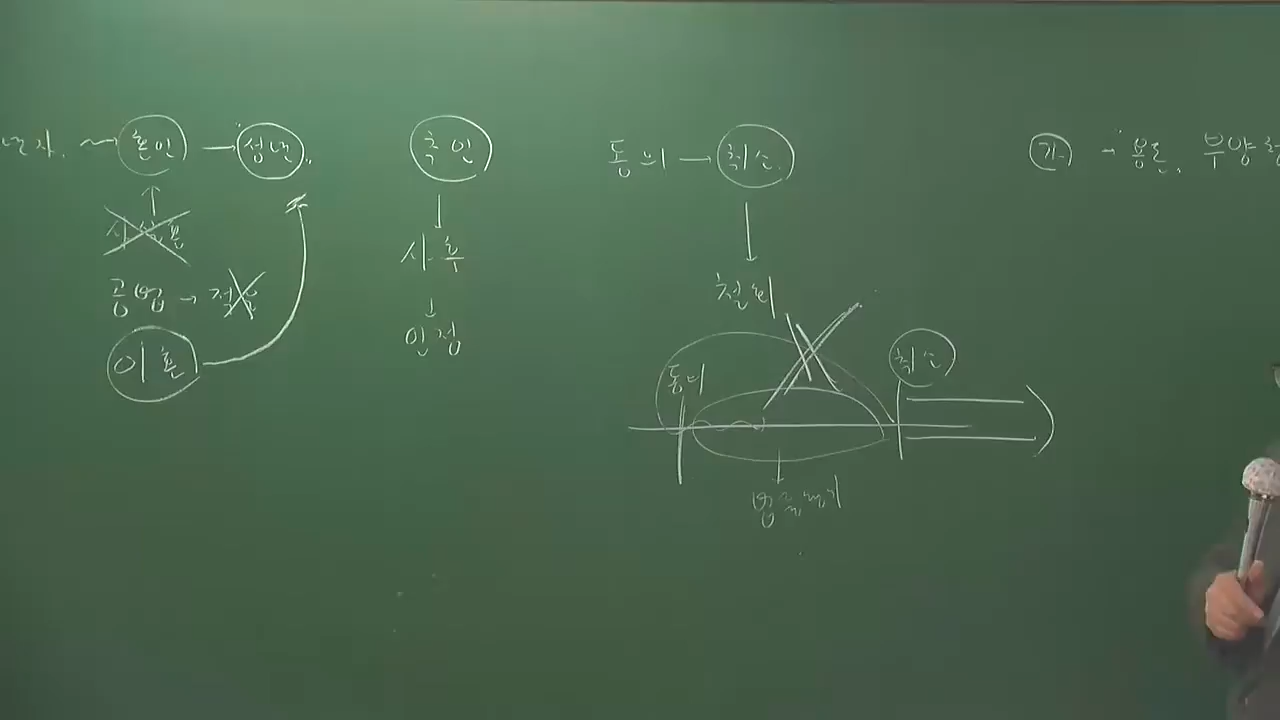 년자. → 혼인 → "성년"
사실혼
공법 → 적용
이혼
추인
↓
사후
↓
인정
동의 → 취소
↓
철회
동의
취소
법률행위
가 → 용돈, 부양청